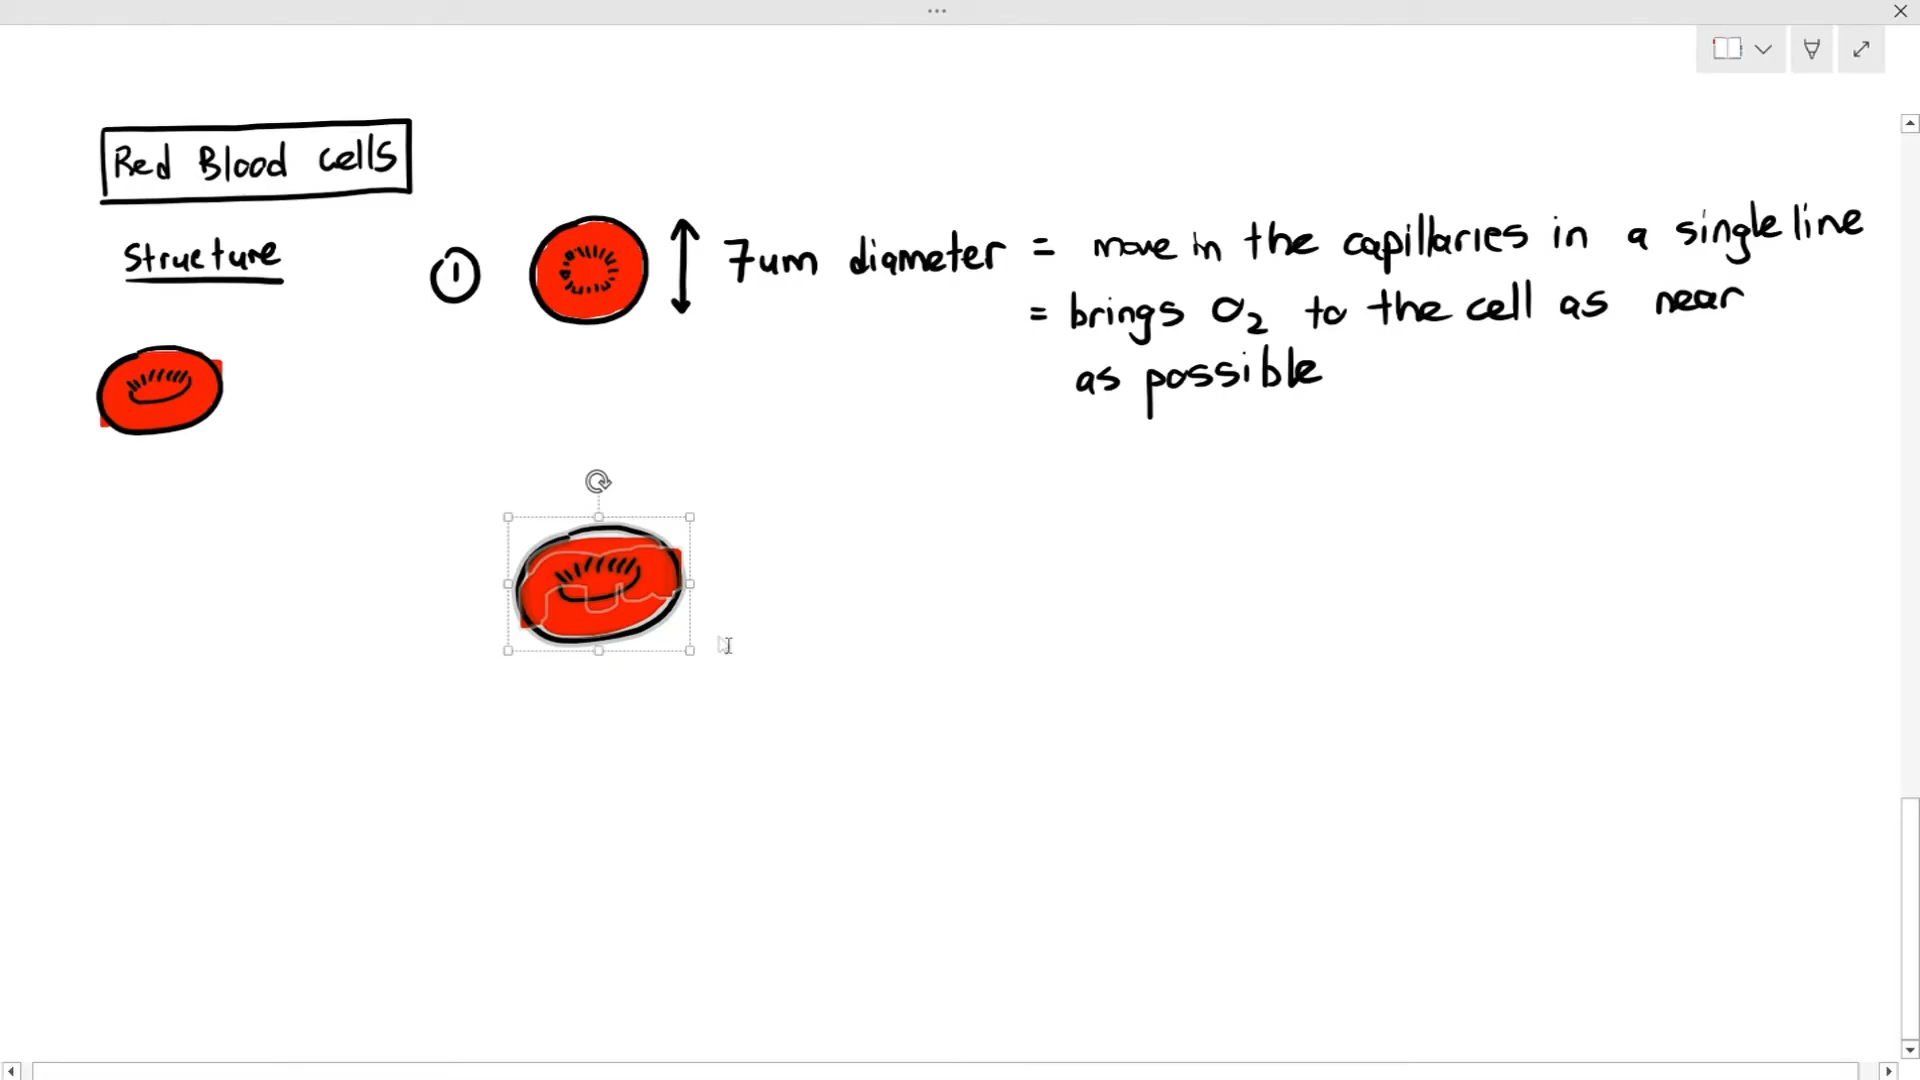 Red Blood cells
Structure
① 7um diameter = move in the capillaries in a single line
= brings O₂ to the cell as near
as possible